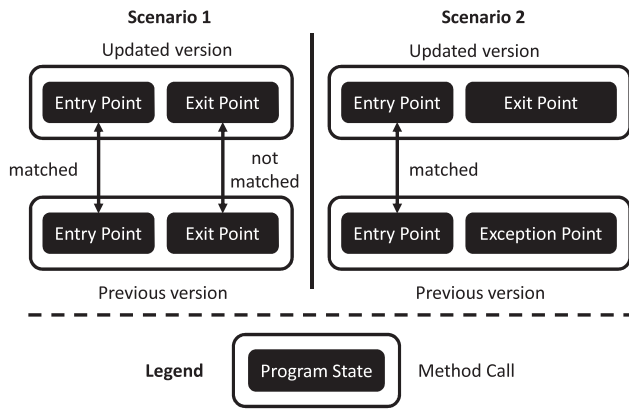 Scenario 1
Updated version
Entry Point
Exit Point
matched
not
matched
Entry Point
Exit Point
Previous version
Scenario 2
Updated version
Entry Point
Exit Point
matched
Entry Point
Exception Point
Previous version
Legend
Program State
Method Call